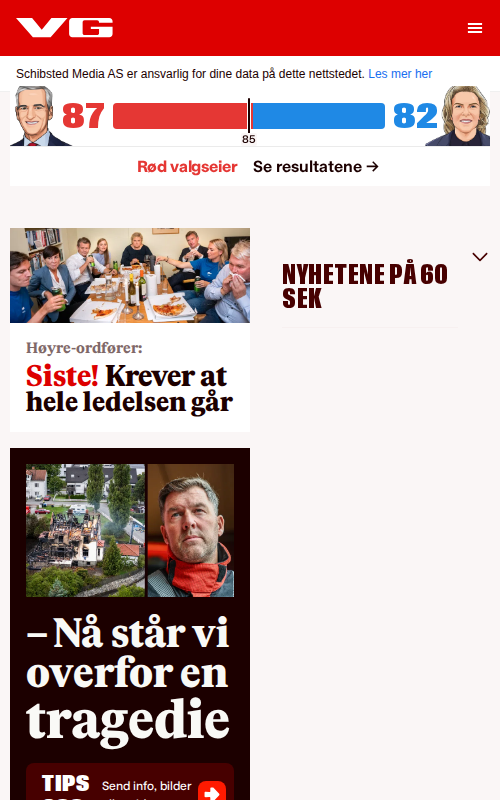 VG
Schibsted Media AS er ansvarlig for dine data på dette nettstedet. Les mer her
87
82
85
Rød valgseier
Se resultatene →
Høyre-ordfører:
Siste! Krever at
hele ledelsen går
NYHETENE PÅ 60
SEK
– Nå står vi
overfor en
tragedie
TIPS
Send info, bilder